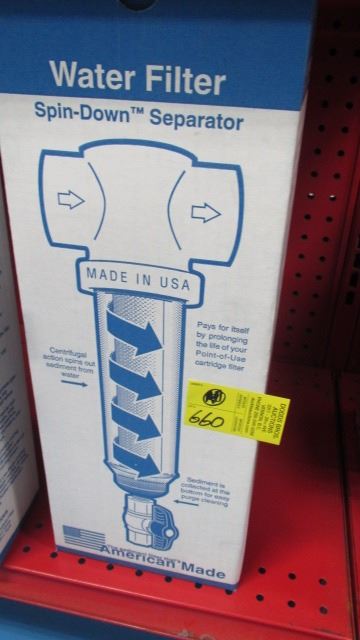 Water Filter
Spin-Down™ Separator
MADE IN USA
Pays for itself
by prolonging
the life of your
Point-of-Use
cartridge filter
Centrifugal
action spins out
sediment from
water
660
AUCTIONS
Sediment is
collected at the
bottom for easy
purge cleaning
American Made